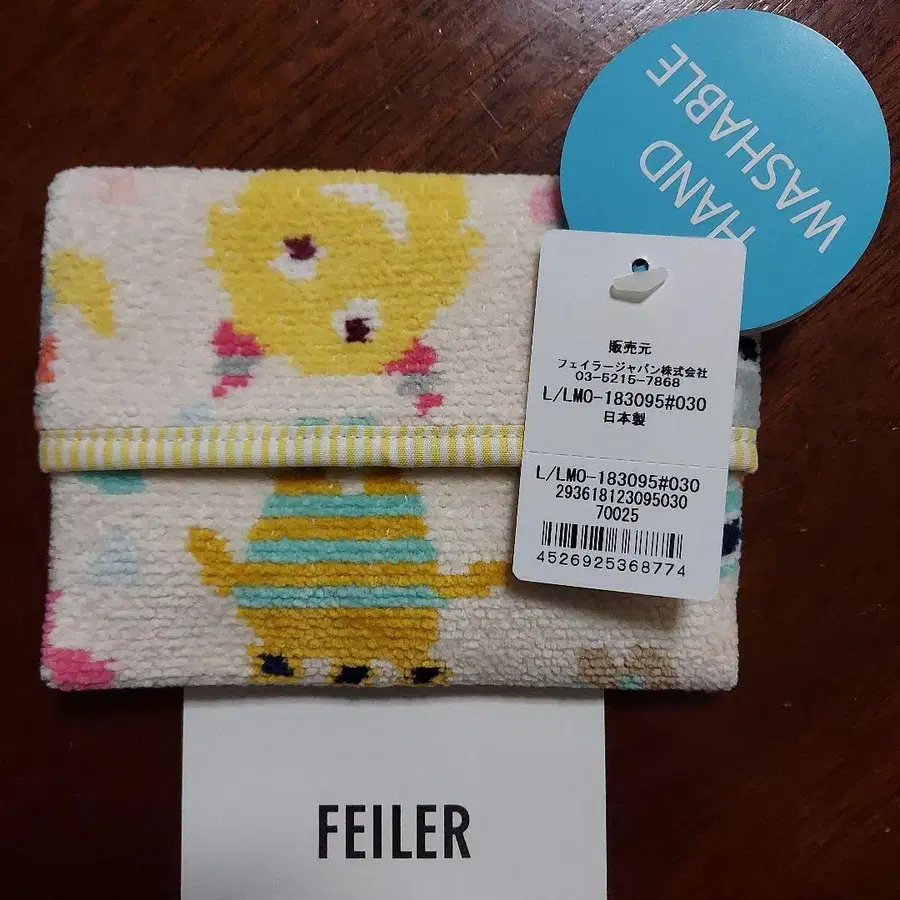 HAND
WASHABLE
販売元
フェイラージャパン株式会社
03-5215-7868
L/LMO-183095#030
日本製
L/LMO-183095#030
293618123095030
70025
4526925368774
FEILER